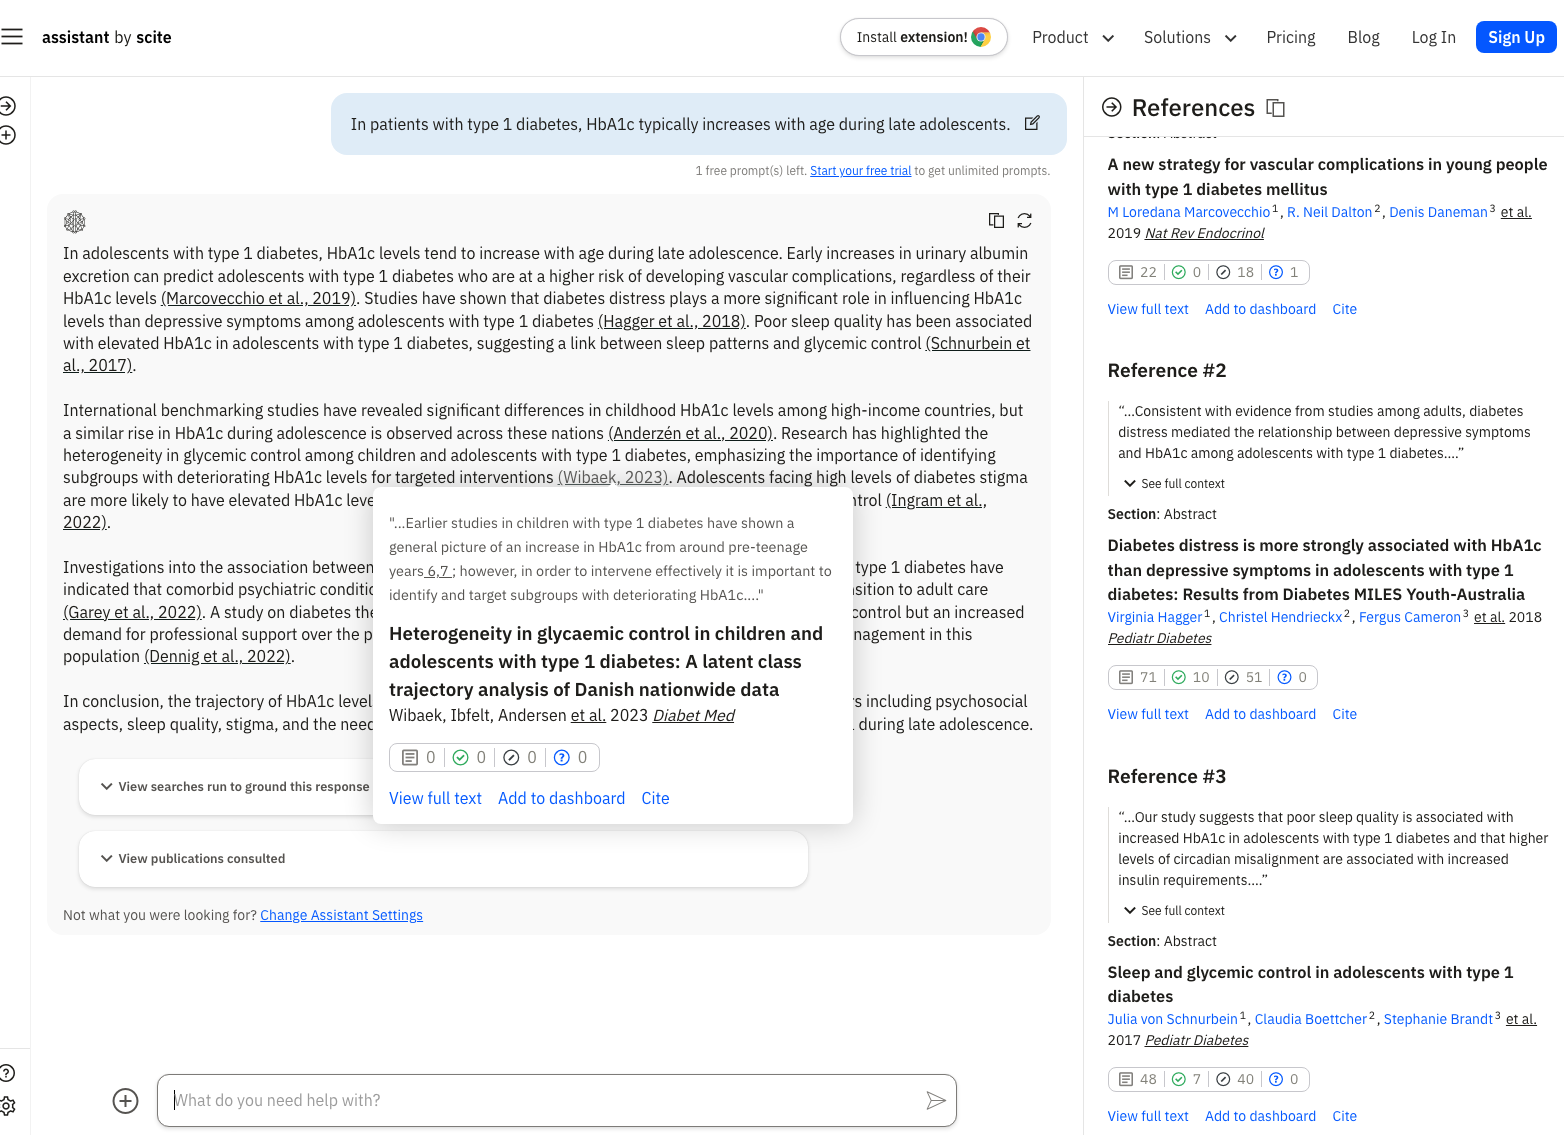 assistant by scite
Install extension!
Product
Solutions
Pricing
Blog
Log In
Sign Up
In patients with type 1 diabetes, HbA1c typically increases with age during late adolescents.
1 free prompt(s) left. Start your free trial to get unlimited prompts.
In adolescents with type 1 diabetes, HbA1c levels tend to increase with age during late adolescence. Early increases in urinary albumin
excretion can predict adolescents with type 1 diabetes who are at a higher risk of developing vascular complications, regardless of their
HbA1c levels (Marcovecchio et al., 2019). Studies have shown that diabetes distress plays a more significant role in influencing HbA1c
levels than depressive symptoms among adolescents with type 1 diabetes (Hagger et al., 2018). Poor sleep quality has been associated
with elevated HbA1c in adolescents with type 1 diabetes, suggesting a link between sleep patterns and glycemic control (Schnurbein et
al., 2017).
International benchmarking studies have revealed significant differences in childhood HbA1c levels among high-income countries, but
a similar rise in HbA1c during adolescence is observed across these nations (Anderzén et al., 2020). Research has highlighted the
heterogeneity in glycemic control among children and adolescents with type 1 diabetes, emphasizing the importance of identifying
subgroups with deteriorating HbA1c levels for targeted interventions (Wibaek, 2023). Adolescents facing high levels of diabetes stigma
are more likely to have elevated HbA1c (Ingram et al.,
2022).
Investigations into the association between type 1 diabetes have
indicated that comorbid psychiatric to adult care
(Garey et al., 2022). A study on diabetes control but an increased
demand for professional support over the in this
population (Dennig et al., 2022).
In conclusion, the trajectory of HbA1c including psychosocial
aspects, sleep quality, stigma, and the during late adolescence.
"...Earlier studies in children with type 1 diabetes have shown a
general picture of an increase in HbA1c from around pre-teenage
years 6,7 ; however, in order to intervene effectively it is important to
identify and target subgroups with deteriorating HbA1c...."
Heterogeneity in glycaemic control in children and
adolescents with type 1 diabetes: A latent class
trajectory analysis of Danish nationwide data
Wibaek, Ibfelt, Andersen et al. 2023 Diabet Med
0 0 0 0
View full text Add to dashboard Cite
View searches run to ground this response
View publications consulted
Not what you were looking for? Change Assistant Settings
What do you need help with?
References
A new strategy for vascular complications in young people
with type 1 diabetes mellitus
M Loredana Marcovecchio 1, R. Neil Dalton 2, Denis Daneman 3 et al.
2019 Nat Rev Endocrinol
22 0 18 1
View full text Add to dashboard Cite
Reference #2
“...Consistent with evidence from studies among adults, diabetes
distress mediated the relationship between depressive symptoms
and HbA1c among adolescents with type 1 diabetes....”
See full context
Section: Abstract
Diabetes distress is more strongly associated with HbA1c
than depressive symptoms in adolescents with type 1
diabetes: Results from Diabetes MILES Youth-Australia
Virginia Hagger 1, Christel Hendrieckx 2, Fergus Cameron 3 et al. 2018
Pediatr Diabetes
71 10 51 0
View full text Add to dashboard Cite
Reference #3
“...Our study suggests that poor sleep quality is associated with
increased HbA1c in adolescents with type 1 diabetes and that higher
levels of circadian misalignment are associated with increased
insulin requirements....”
See full context
Section: Abstract
Sleep and glycemic control in adolescents with type 1
diabetes
Julia von Schnurbein 1, Claudia Boettcher 2, Stephanie Brandt 3 et al.
2017 Pediatr Diabetes
48 7 40 0
View full text Add to dashboard Cite